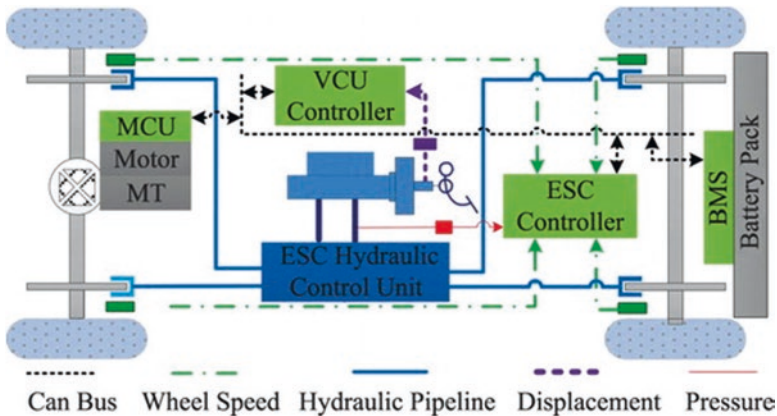 VCU
Controller
MCU
Motor
MT
ESC
Controller
BMS
Battery Pack
ESC Hydraulic
Control Unit
Can Bus
Wheel Speed
Hydraulic Pipeline
Displacement
Pressure